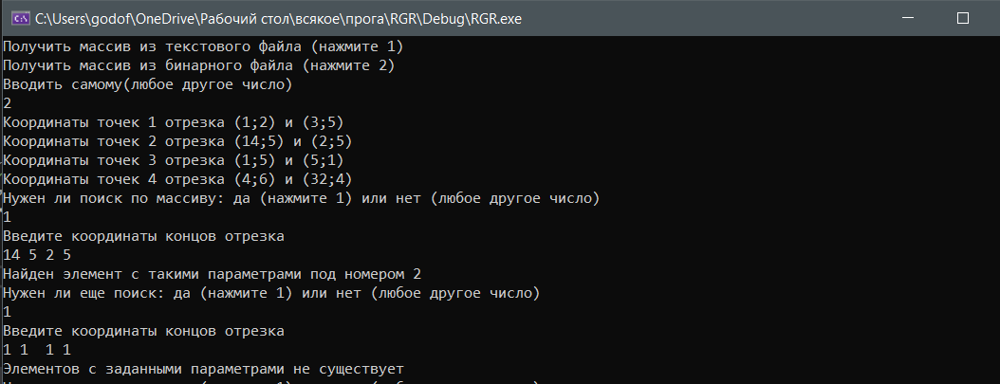 C:\Users\godof\OneDrive\Рабочий стол\всякое\прога\RGR\Debug\RGR.exe
Получить массив из текстового файла (нажмите 1)
Получить массив из бинарного файла (нажмите 2)
Вводить самому(любое другое число)
2
Координаты точек 1 отрезка (1;2) и (3;5)
Координаты точек 2 отрезка (14;5) и (2;5)
Координаты точек 3 отрезка (1;5) и (5;1)
Координаты точек 4 отрезка (4;6) и (32;4)
Нужен ли поиск по массиву: да (нажмите 1) или нет (любое другое число)
1
Введите координаты концов отрезка
14 5 2 5
Найден элемент с такими параметрами под номером 2
Нужен ли еще поиск: да (нажмите 1) или нет (любое другое число)
1
Введите координаты концов отрезка
1 1  1 1
Элементов с заданными параметрами не существует